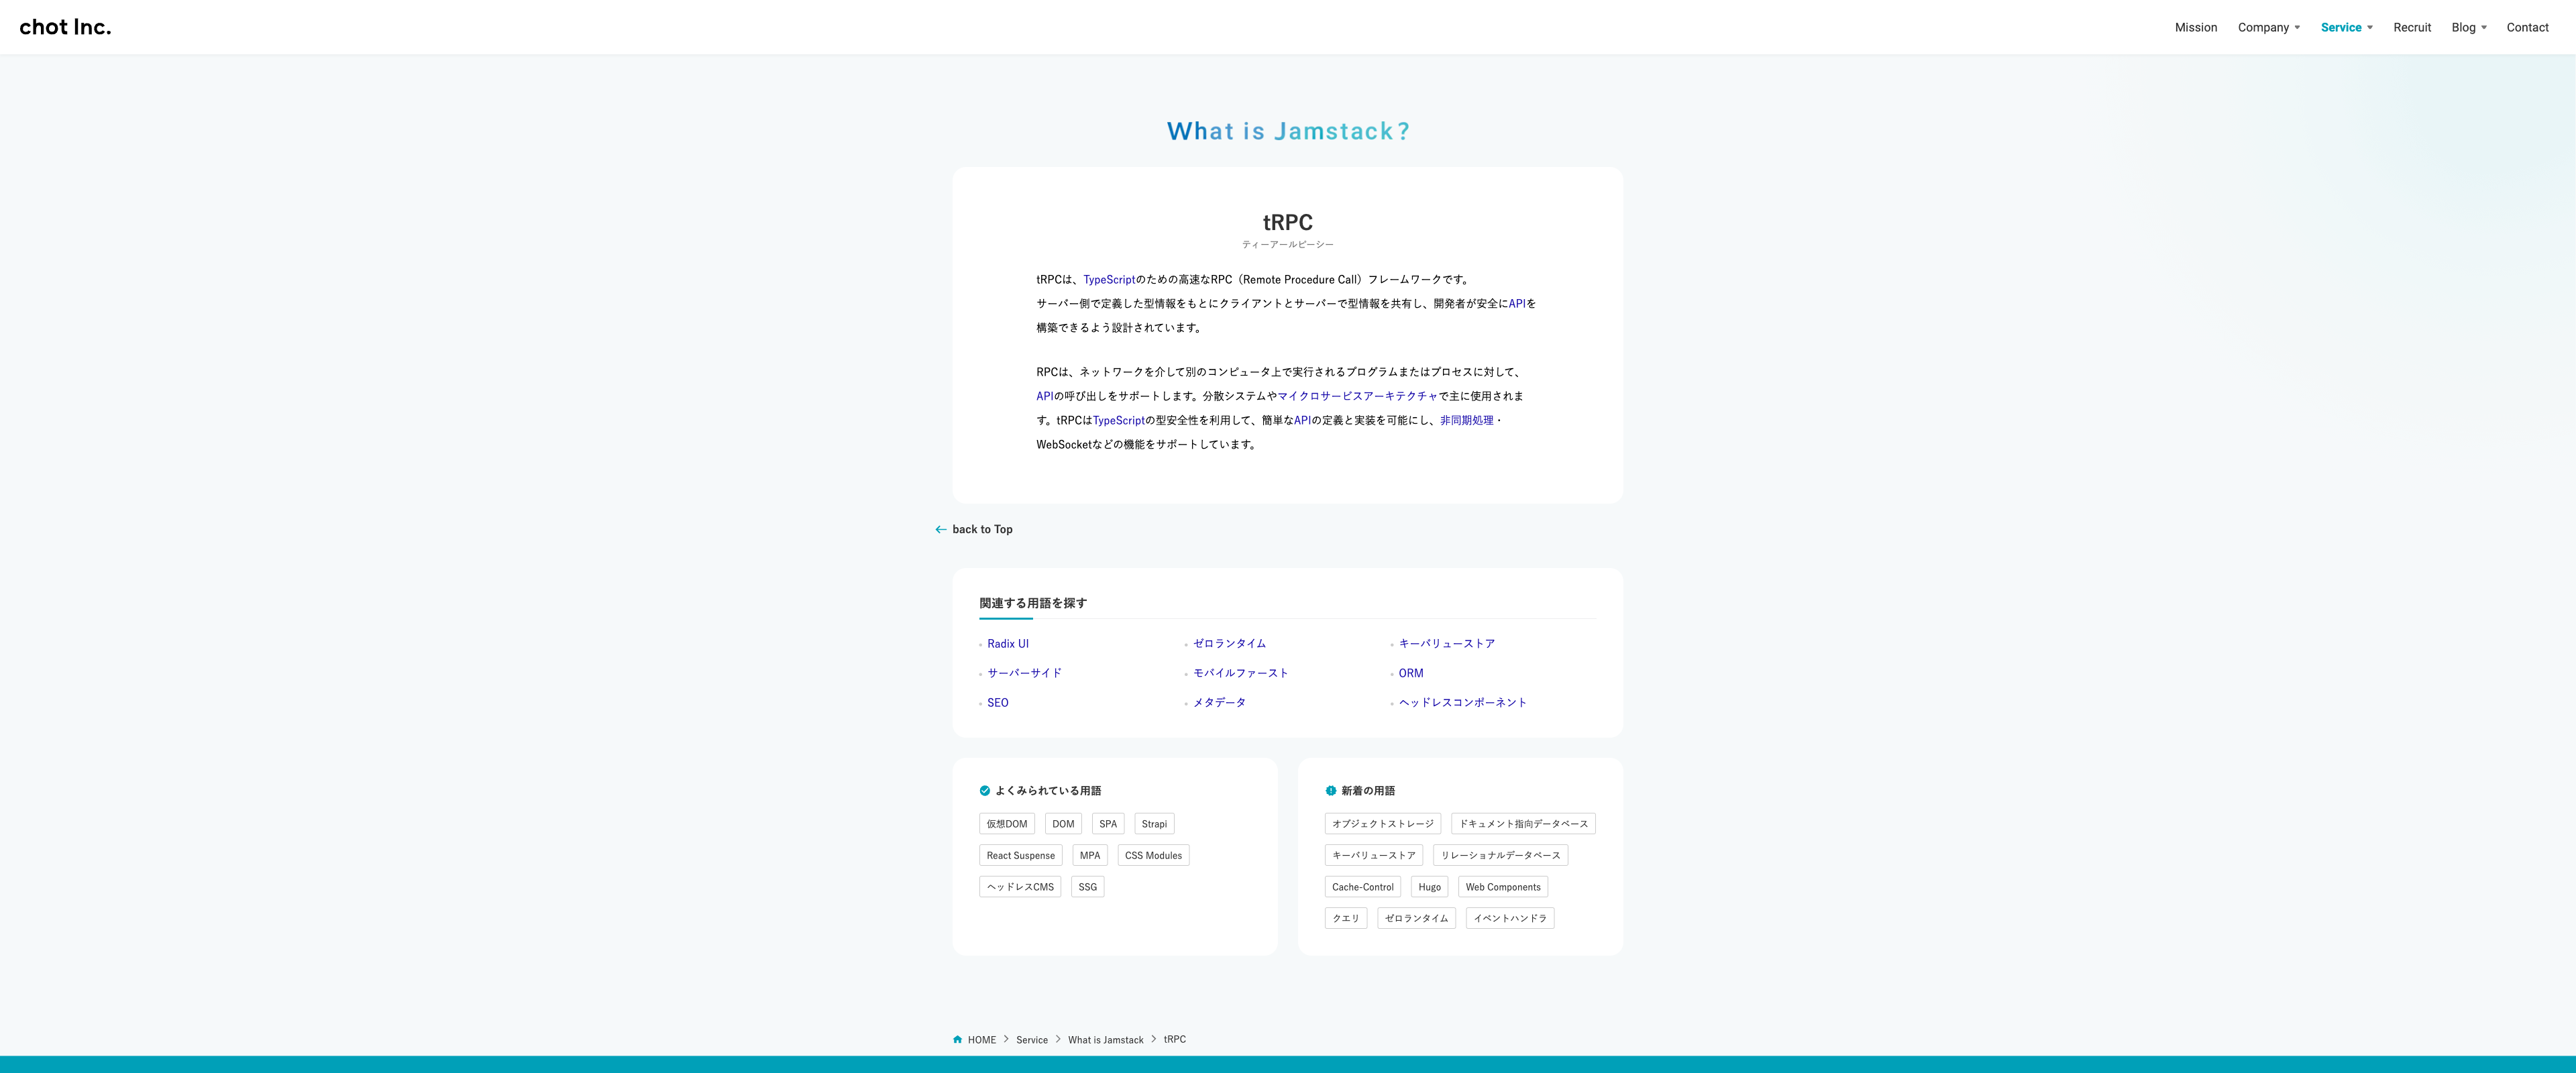 chot Inc.
Mission Company Service Recruit Blog Contact
What is Jamstack?
tRPC
ティーアールピーシー
tRPCは、TypeScriptのための高速なRPC（Remote Procedure Call）フレームワークです。
サーバー側で定義した型情報をもとにクライアントとサーバーで型情報を共有し、開発者が安全にAPIを
構築できるよう設計されています。
RPCは、ネットワークを介して別のコンピュータ上で実行されるプログラムまたはプロセスに対して、
APIの呼び出しをサポートします。分散システムやマイクロサービスアーキテクチャで主に使用されま
す。tRPCはTypeScriptの型安全性を利用して、簡単なAPIの定義と実装を可能にし、非同期処理・
WebSocketなどの機能をサポートしています。
back to Top
関連する用語を探す
Radix UI ゼロランタイム キーバリューストア
サーバーサイド モバイルファースト ORM
SEO メタデータ ヘッドレスコンポーネント
よくみられている用語
仮想DOM DOM SPA Strapi
React Suspense MPA CSS Modules
ヘッドレスCMS SSG
新着の用語
オブジェクトストレージ ドキュメント指向データベース
キーバリューストア リレーショナルデータベース
Cache-Control Hugo Web Components
クエリ ゼロランタイム イベントハンドラ
HOME Service What is Jamstack tRPC